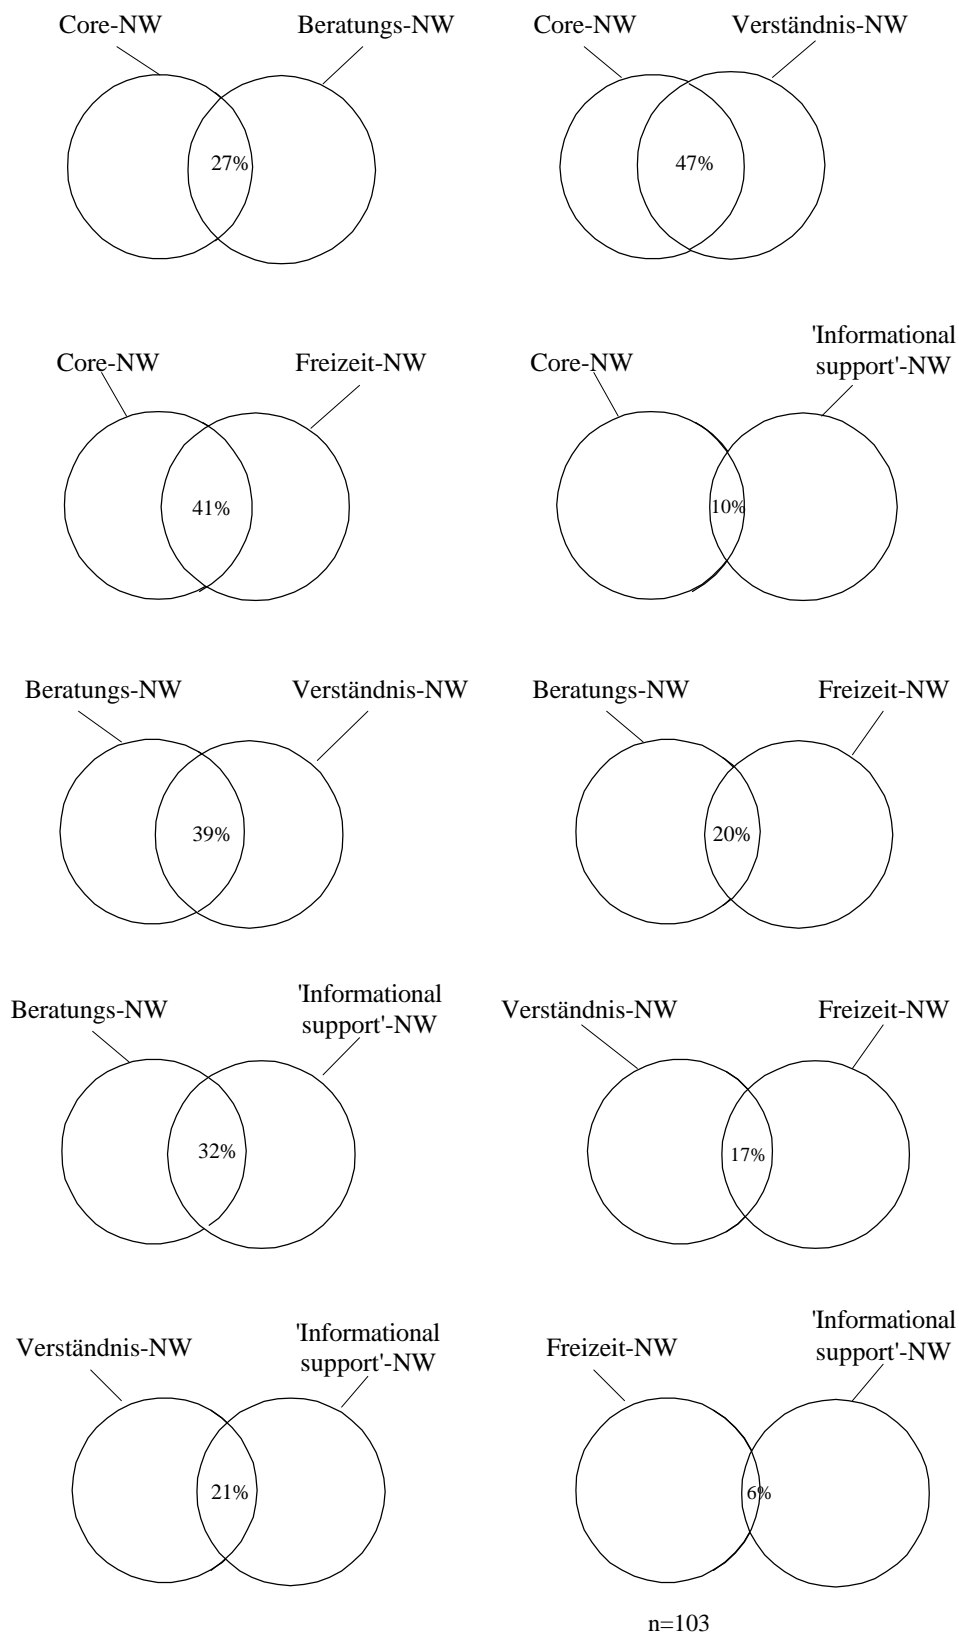 Core-NW
Beratungs-NW
27%
Core-NW
Verständnis-NW
47%
Core-NW
Freizeit-NW
41%
Core-NW
'Informational
support'-NW
10%
Beratungs-NW
Verständnis-NW
39%
Beratungs-NW
Freizeit-NW
20%
Beratungs-NW
'Informational
support'-NW
32%
Verständnis-NW
Freizeit-NW
17%
Verständnis-NW
'Informational
support'-NW
21%
Freizeit-NW
'Informational
support'-NW
6%
n=103